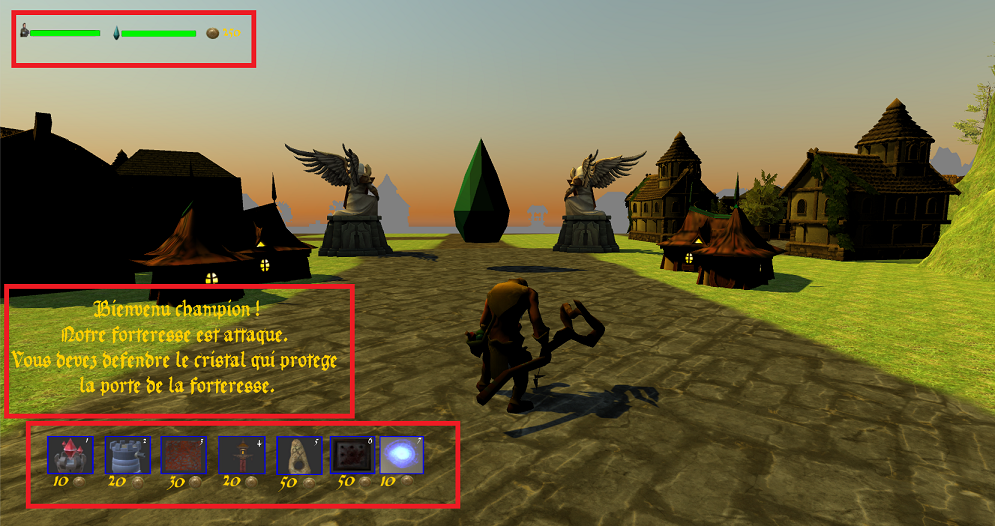 Bienvenu champion !
Notre forteresse est attaque.
Vous devez defendre le cristal qui protege
la porte de la forteresse.
1 2 3 4 5 6 7
10 20 30 20 50 50 10